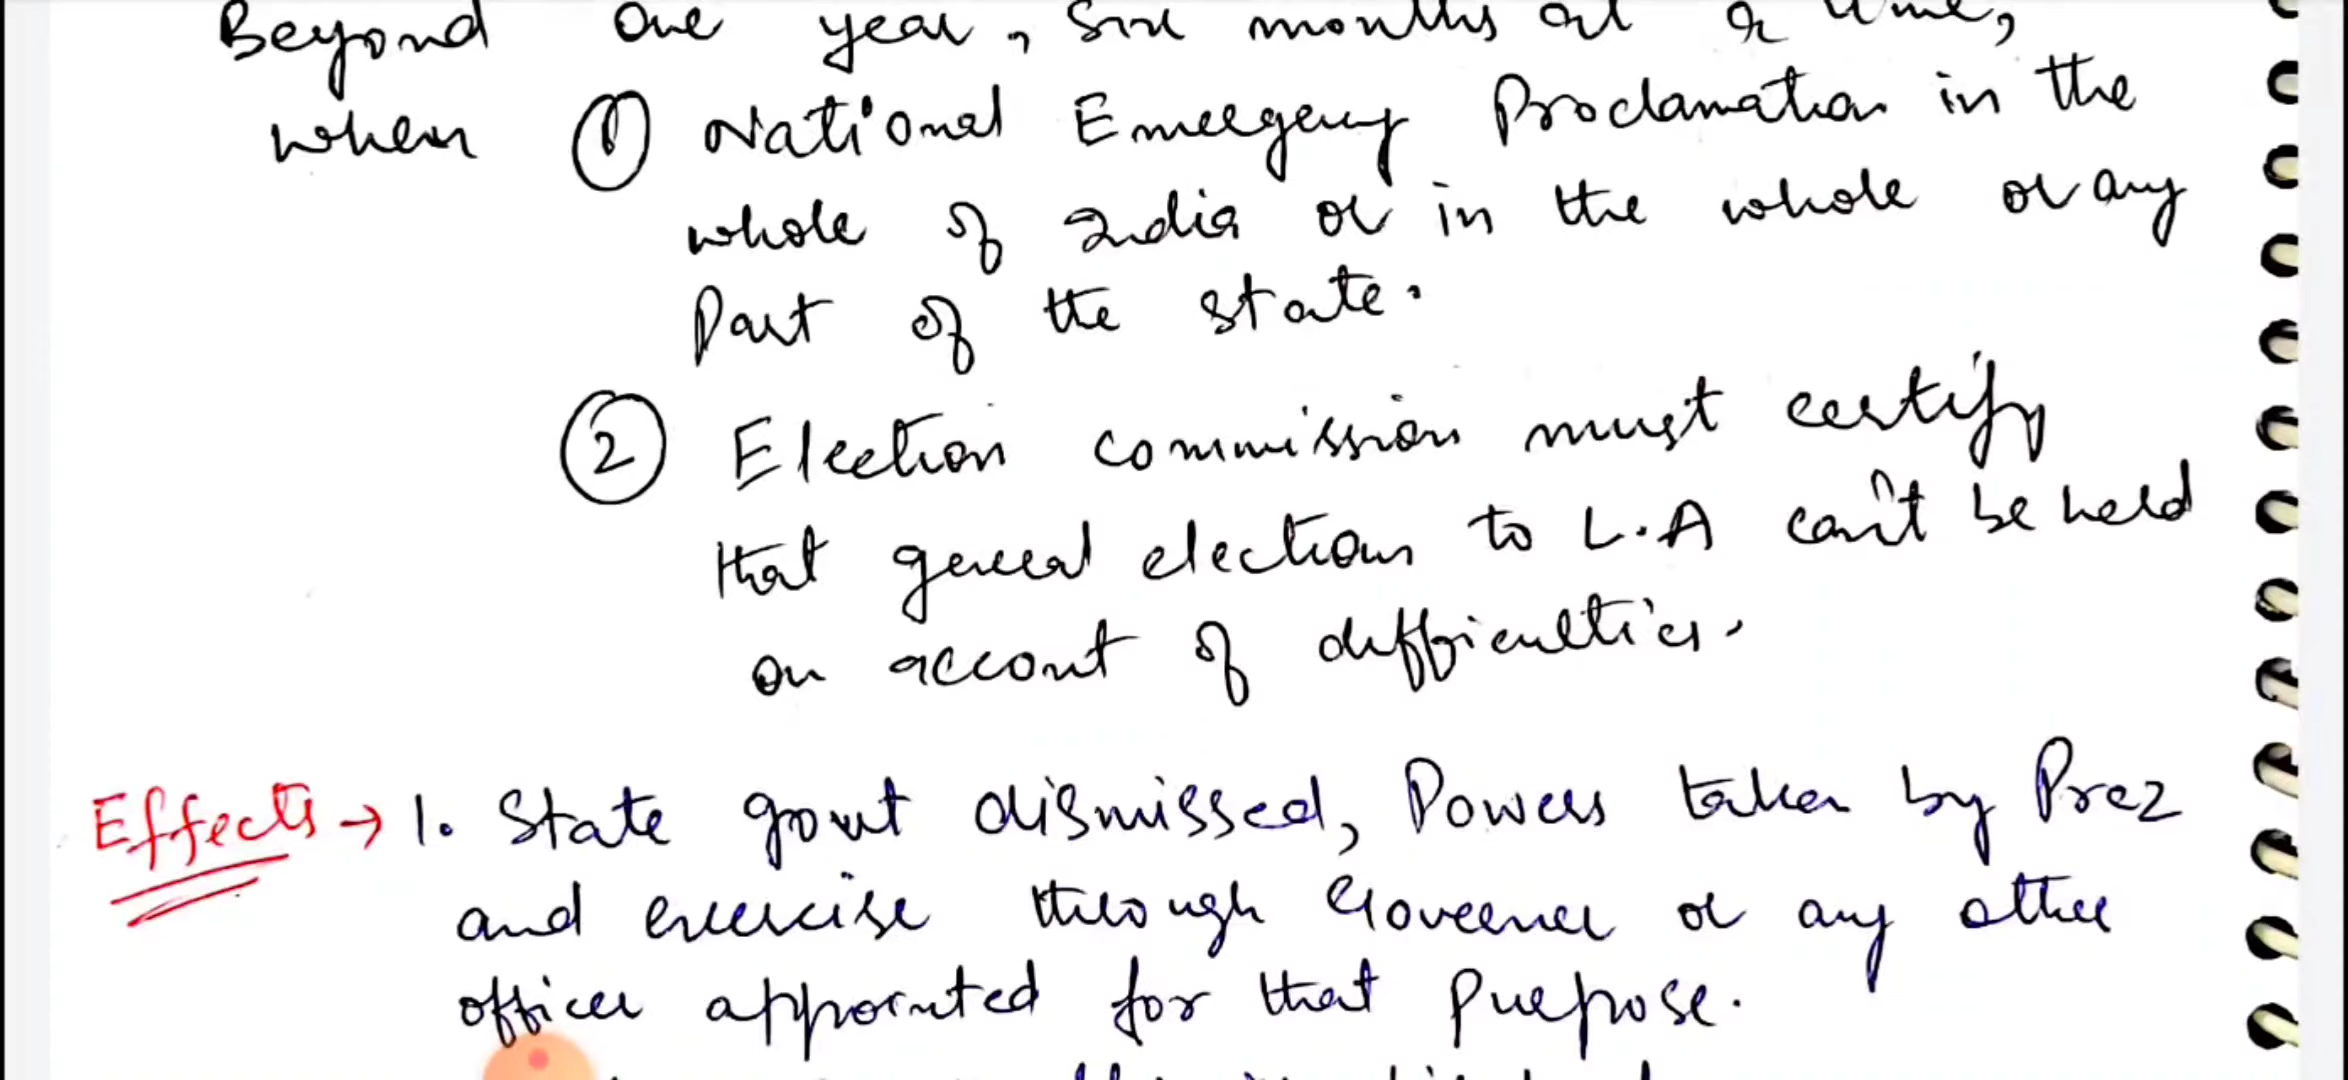 Beyond one year, six months at a time,
when ① National Emergency Proclamation in the
whole of India or in the whole or any
Part of the state.
② Election commission must certify
that general elections to L.A can't be held
on accont of difficulties.
Effects → 1. State govt dismissed, Powers taken by Prez
and exercise through Governer or any other
officer appointed for that purpose.